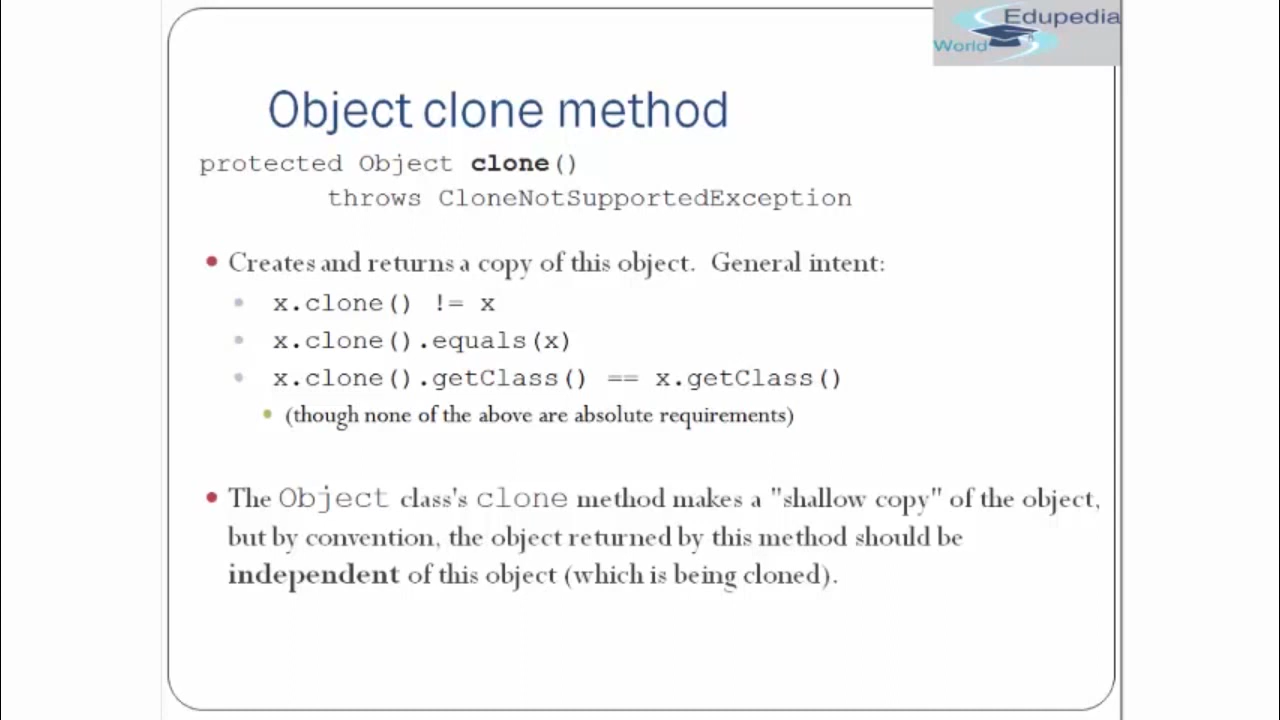 Edupedia
World
Object clone method
protected Object clone()
throws CloneNotSupportedException
• Creates and returns a copy of this object. General intent:
• x.clone() != x
• x.clone().equals(x)
• x.clone().getClass() == x.getClass()
• (though none of the above are absolute requirements)
• The Object class's clone method makes a "shallow copy" of the object,
but by convention, the object returned by this method should be
independent of this object (which is being cloned).